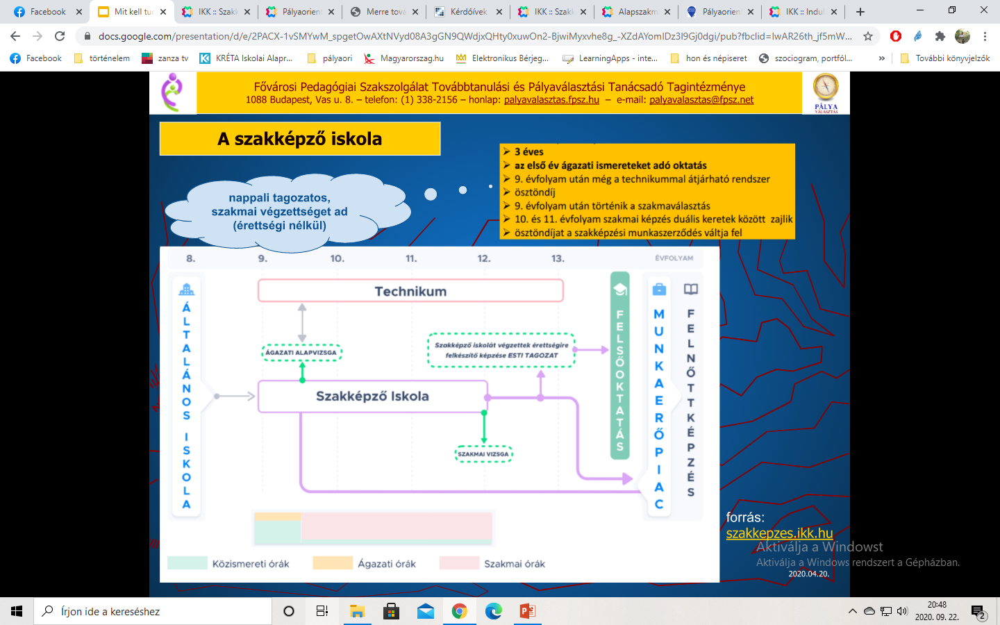 Facebook
Mit kell tud
IKK :: Szakk
Pályaorient
Merre tová
Kérdőívek
IKK :: Szakk
Alapszakm
Pályaorient
IKK :: Indul
docs.google.com/presentation/d/e/2PACX-1vSMYwM_spgetOwAXtNVyd08A3gGN9QWdjxQHty0xuwOn2-BjwiMyxvhe8g_-XZdAYomIDz3I9Gj0dgi/pub?fbclid=IwAR26th_jf5mW...
Facebook
történelem
zanza tv
KRÉTA Iskolai Alapr...
pályaori
Magyarorszag.hu
Elektronikus Bérjeg...
LearningApps - inte...
hon és népiseret
szociogram, portfól...
»
További könyvjelzők
Fővárosi Pedagógiai Szakszolgálat Továbbtanulási és Pályaválasztási Tanácsadó Tagintézménye
1088 Budapest, Vas u. 8. – telefon: (1) 338-2156 – honlap: palyavalasztas.fpsz.hu – e-mail: palyavalasztas@fpsz.net
PÁLYA
VÁLASZTÁS
A szakképző iskola
nappali tagozatos,
szakmai végzettséget ad
(érettségi nélkül)
3 éves
az első év ágazati ismereteket adó oktatás
9. évfolyam után még a technikummal átjárható rendszer
ösztöndíj
9. évfolyam után történik a szakmaválasztás
10. és 11. évfolyam szakmai képzés duális keretek között zajlik
ösztöndíjat a szakképzési munkaszerződés váltja fel
8. 9. 10. 11. 12. 13. ÉVFOLYAM
ÁLTALÁNOS ISKOLA
Technikum
ÁGAZATI ALAPVIZSGA
Szakképző iskolát végzettek érettségire
felkészítő képzése ESTI TAGOZAT
Szakképző Iskola
SZAKMAI VIZSGA
FELSŐOKTATÁS
MUNKAERŐPIAC
FELNŐTTKÉPZÉS
Közismereti órák
Ágazati órák
Szakmai órák
forrás:
szakkepzes.ikk.hu
Aktiválja a Windowst
Aktiválja a Windows rendszert a Gépházban.
2020.04.20.
Írjon ide a kereséshez
20:48
2020. 09. 22.
2